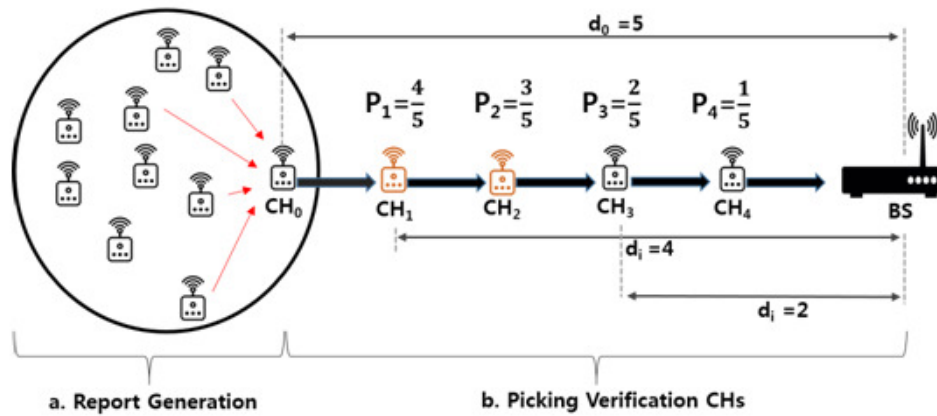 d₀ =5
P₁=4/5 P₂=3/5 P₃=2/5 P₄=1/5
CH₀ CH₁ CH₂ CH₃ CH₄ BS
dᵢ =4
dᵢ =2
a. Report Generation b. Picking Verification CHs